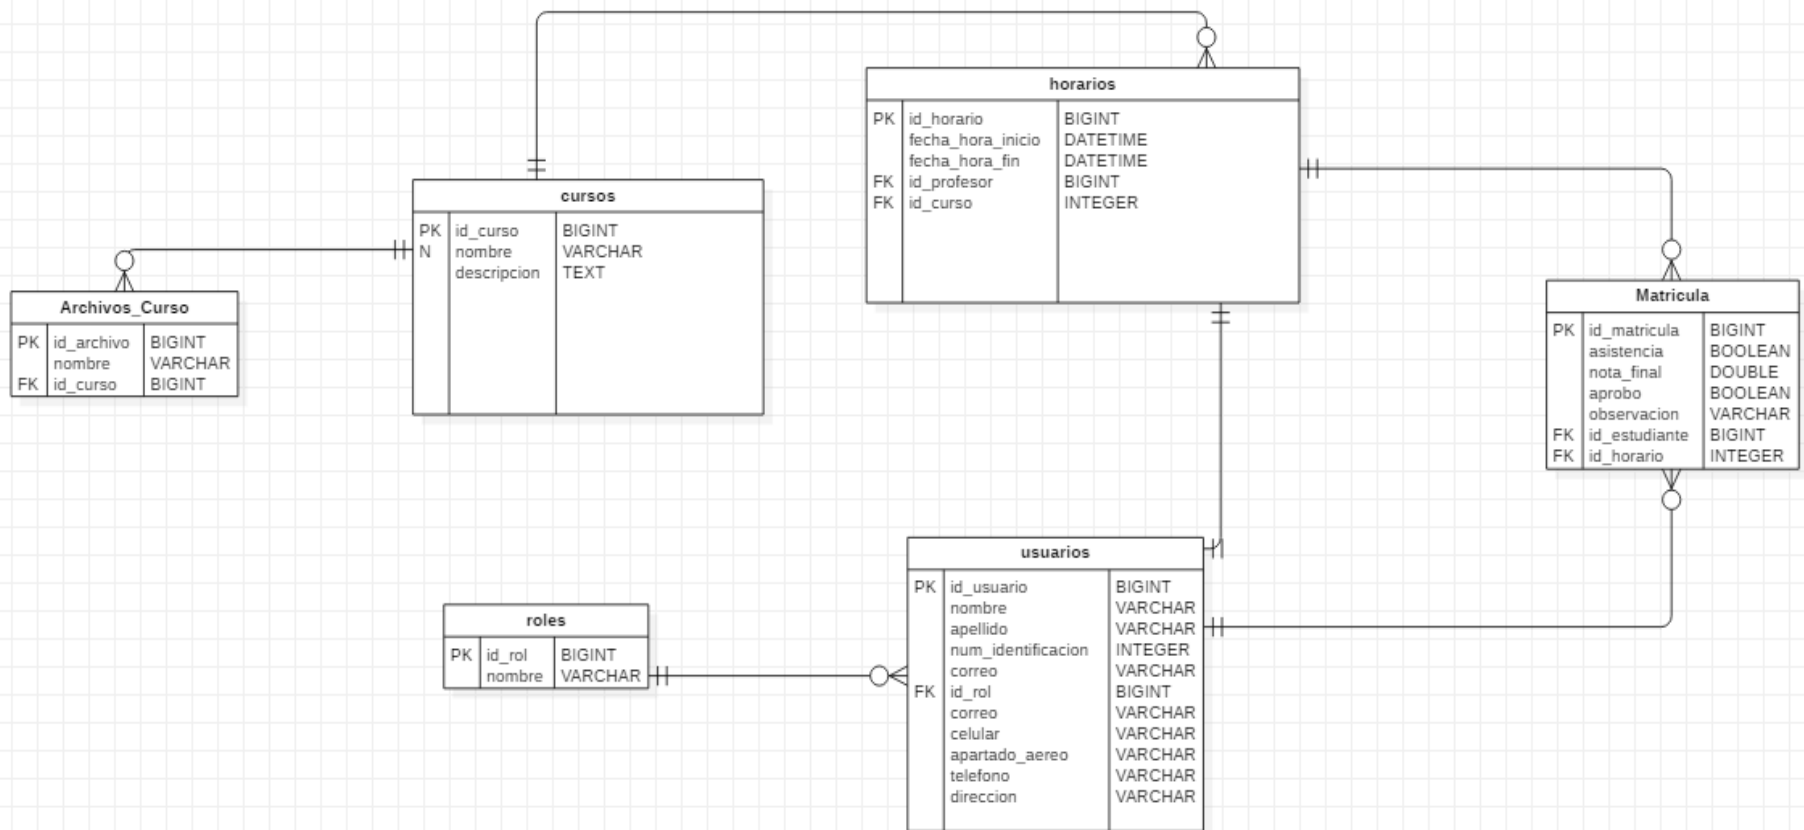 horarios
PK id_horario BIGINT
fecha_hora_inicio DATETIME
fecha_hora_fin DATETIME
FK id_profesor BIGINT
FK id_curso INTEGER
cursos
PK id_curso BIGINT
N nombre VARCHAR
descripcion TEXT
Archivos_Curso
PK id_archivo BIGINT
nombre VARCHAR
FK id_curso BIGINT
Matricula
PK id_matricula BIGINT
asistencia BOOLEAN
nota_final DOUBLE
aprobo BOOLEAN
observacion VARCHAR
FK id_estudiante BIGINT
FK id_horario INTEGER
usuarios
PK id_usuario BIGINT
nombre VARCHAR
apellido VARCHAR
num_identificacion INTEGER
correo VARCHAR
FK id_rol BIGINT
correo VARCHAR
celular VARCHAR
apartado_aereo VARCHAR
telefono VARCHAR
direccion VARCHAR
roles
PK id_rol BIGINT
nombre VARCHAR